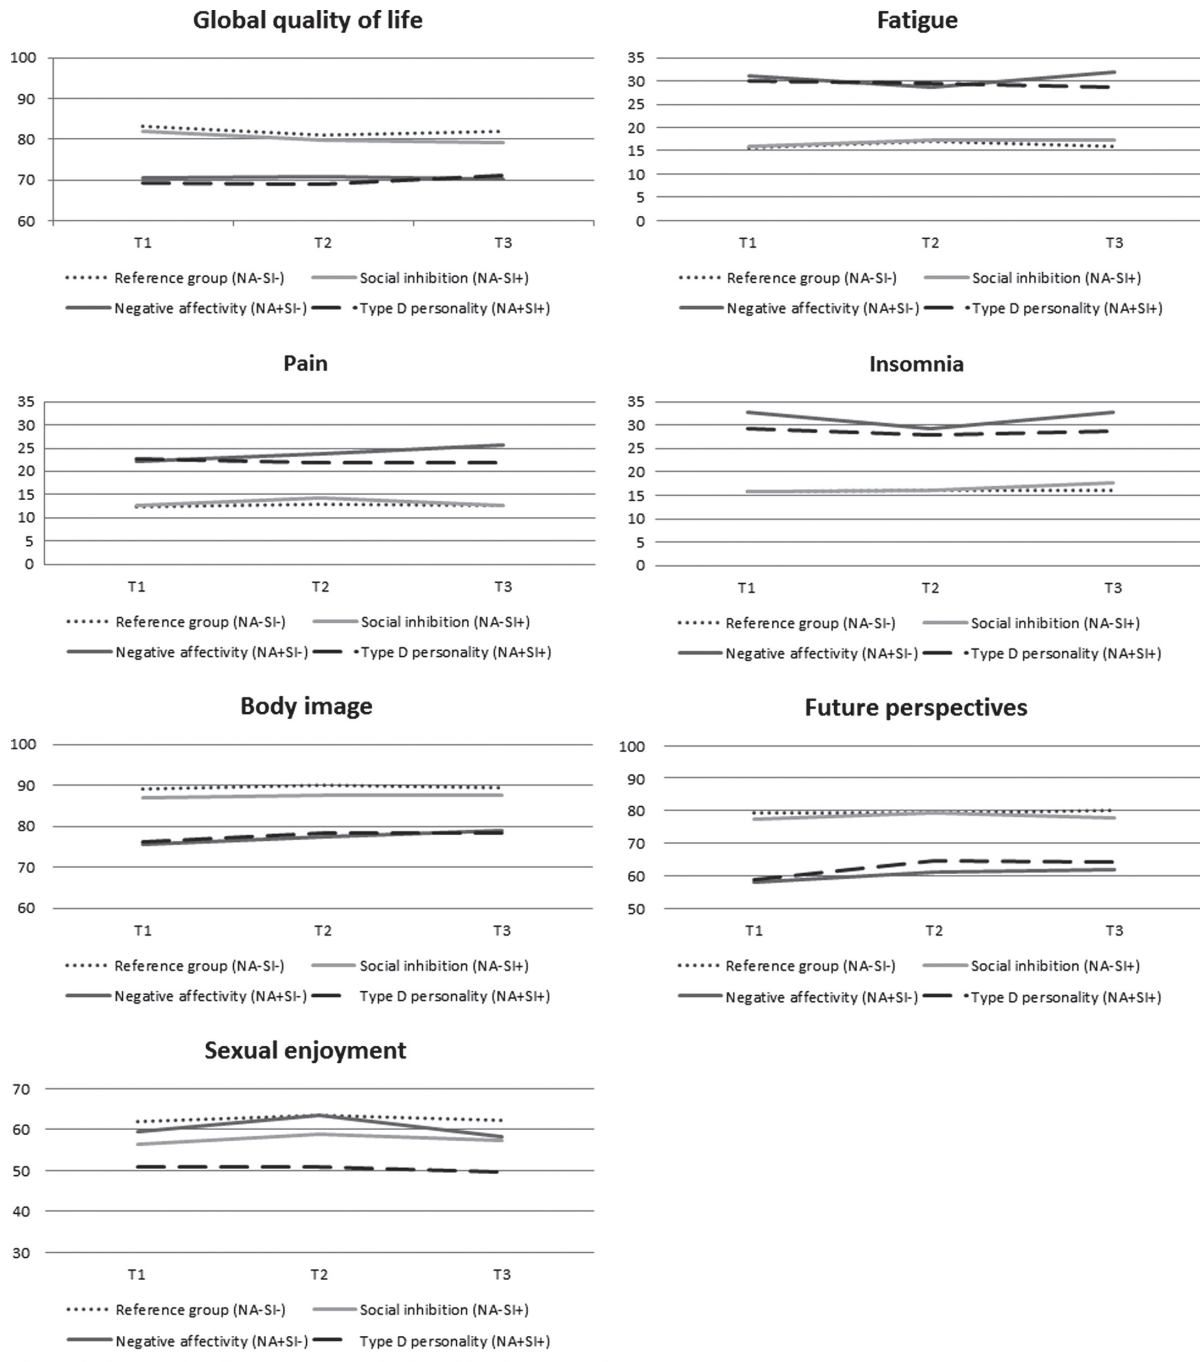 Global quality of life
100
90
80
70
60
T1 T2 T3
Reference group (NA-SI-) Social inhibition (NA-SI+)
Negative affectivity (NA+SI-) Type D personality (NA+SI+)
Fatigue
35
30
25
20
15
10
5
0
T1 T2 T3
Reference group (NA-SI-) Social inhibition (NA-SI+)
Negative affectivity (NA+SI-) Type D personality (NA+SI+)
Pain
35
30
25
20
15
10
5
0
T1 T2 T3
Reference group (NA-SI-) Social inhibition (NA-SI+)
Negative affectivity (NA+SI-) Type D personality (NA+SI+)
Insomnia
35
30
25
20
15
10
5
0
T1 T2 T3
Reference group (NA-SI-) Social inhibition (NA-SI+)
Negative affectivity (NA+SI-) Type D personality (NA+SI+)
Body image
100
90
80
70
60
T1 T2 T3
Reference group (NA-SI-) Social inhibition (NA-SI+)
Negative affectivity (NA+SI-) Type D personality (NA+SI+)
Future perspectives
100
90
80
70
60
50
T1 T2 T3
Reference group (NA-SI-) Social inhibition (NA-SI+)
Negative affectivity (NA+SI-) Type D personality (NA+SI+)
Sexual enjoyment
70
60
50
40
30
T1 T2 T3
Reference group (NA-SI-) Social inhibition (NA-SI+)
Negative affectivity (NA+SI-) Type D personality (NA+SI+)